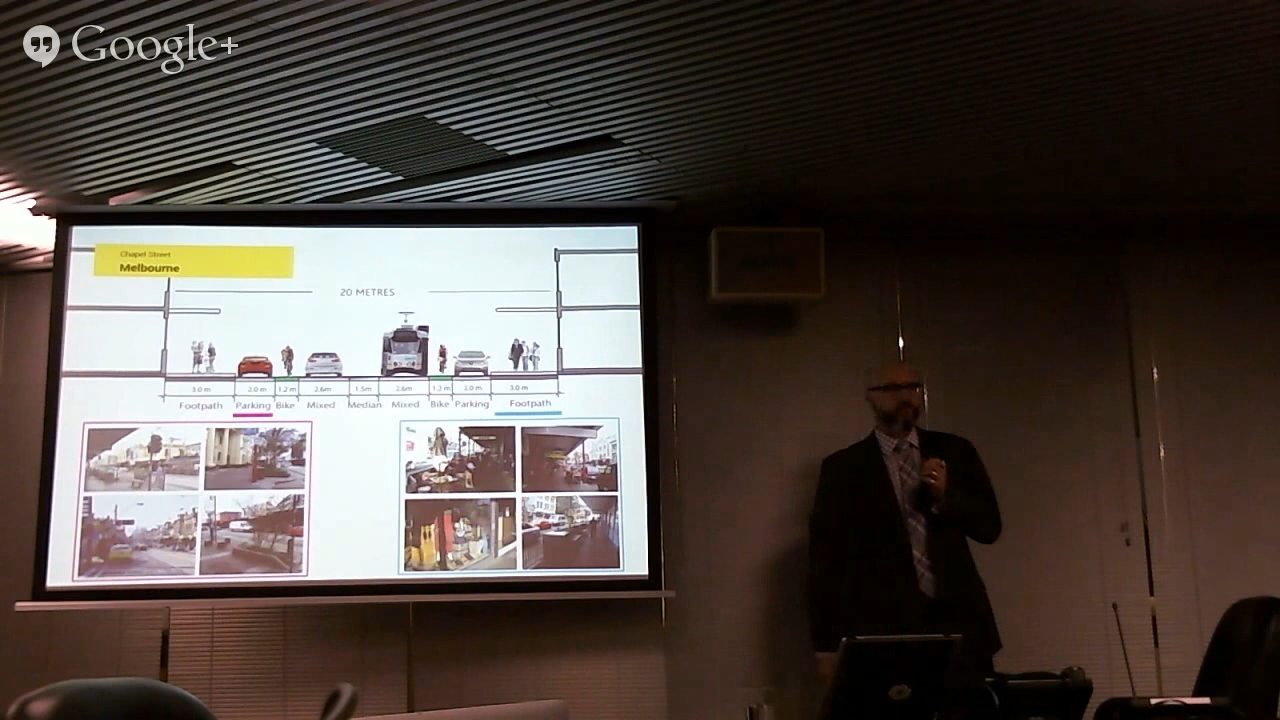 Google+
Chapel Street
Melbourne
20 METRES
3.0 m 2.0 m 1.2 m 2.6m 1.5m 2.6m 1.2 m 2.0 m 3.0 m
Footpath Parking Bike Mixed Median Mixed Bike Parking Footpath